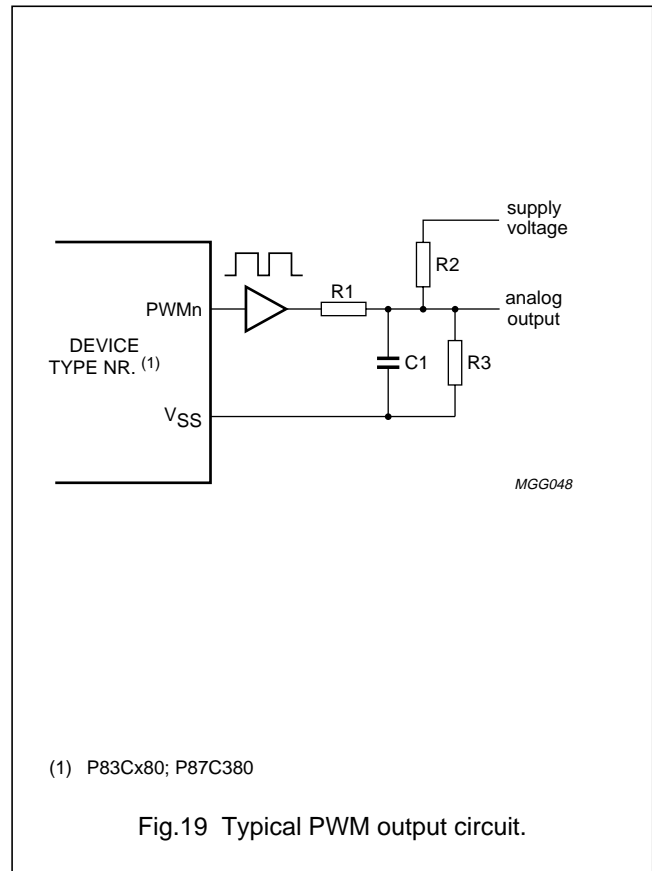 supply
voltage
R2
R1
PWMn
analog
output
DEVICE
TYPE NR. (1)
C1
R3
VSS
MGG048
(1) P83Cx80; P87C380
Fig.19 Typical PWM output circuit.